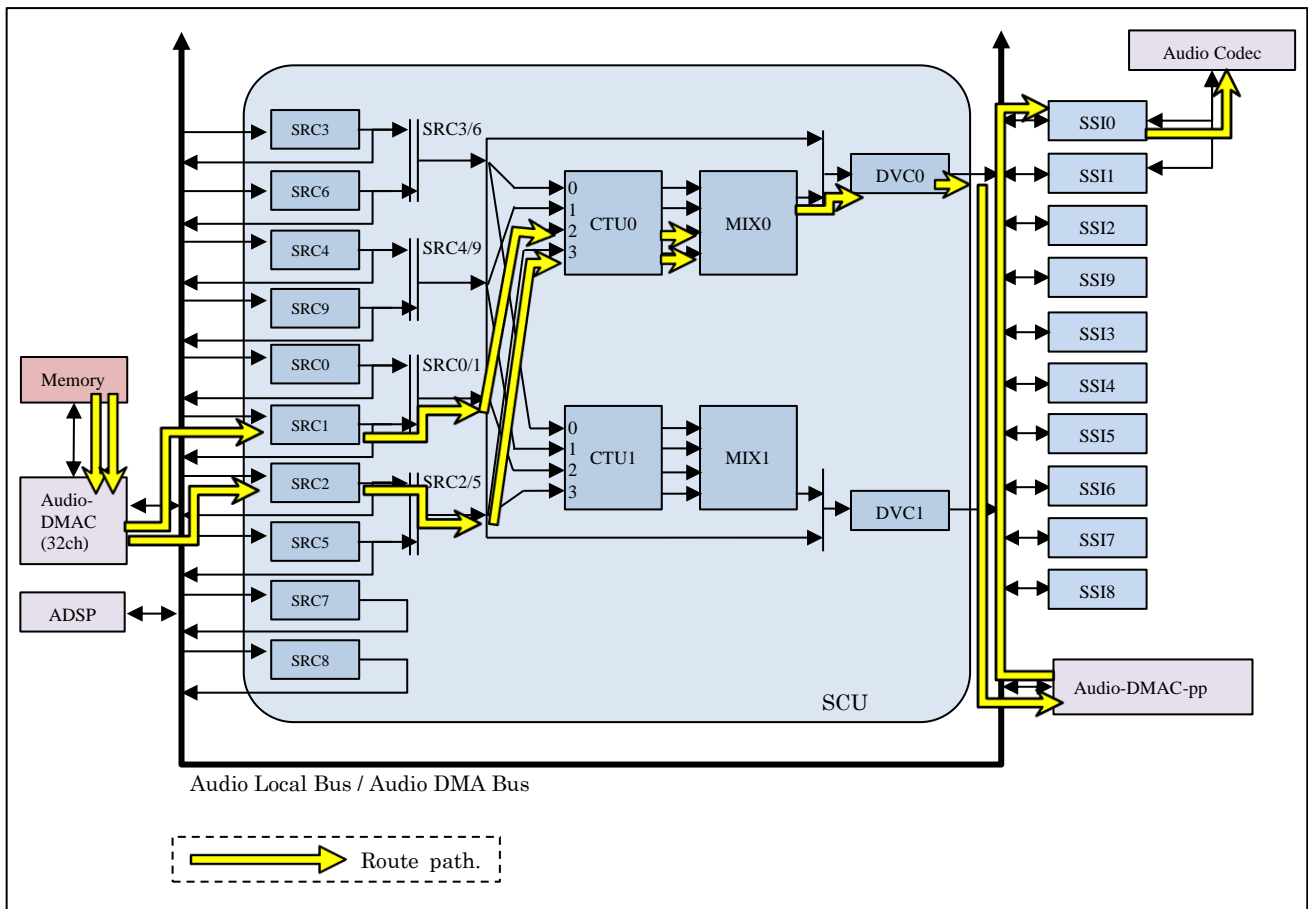 Audio Codec
SRC3
SRC3/6
SSI0
SRC6
DVC0
SSI1
0
1
2
3
CTU0
MIX0
SRC4
SRC4/9
SSI2
SRC9
SSI9
SRC0
SRC0/1
SSI3
Memory
SSI4
SRC1
0
1
2
3
CTU1
MIX1
SSI5
SRC2
SRC2/5
SSI6
Audio-
DMAC
(32ch)
DVC1
SRC5
SSI7
SRC7
SSI8
ADSP
SRC8
Audio-DMAC-pp
SCU
Audio Local Bus / Audio DMA Bus
Route path.